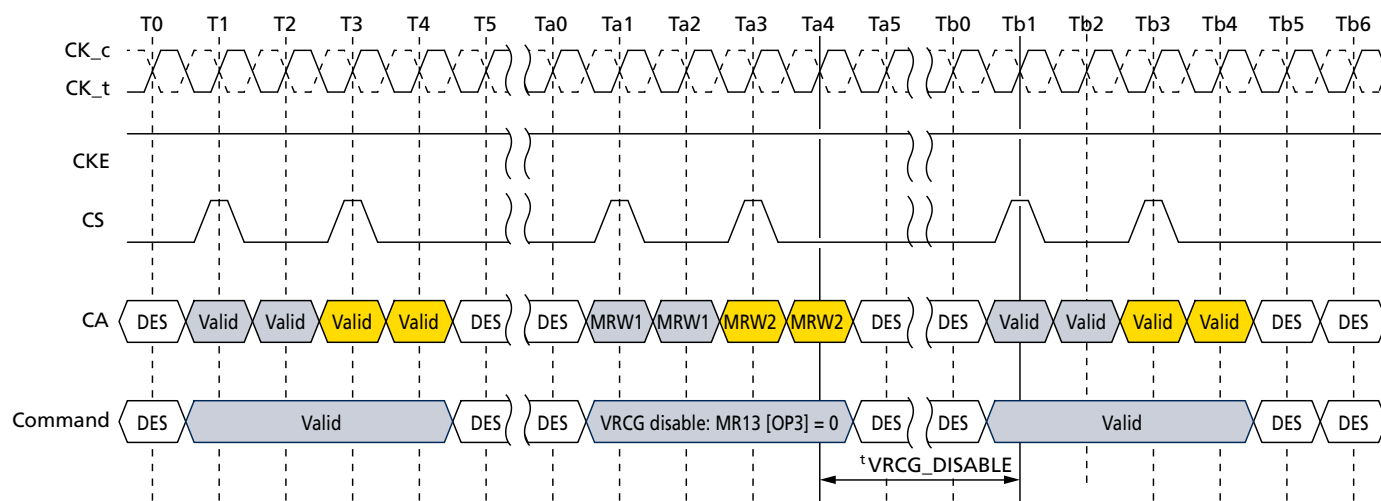 T0 T1 T2 T3 T4 T5 Ta0 Ta1 Ta2 Ta3 Ta4 Ta5 Tb0 Tb1 Tb2 Tb3 Tb4 Tb5 Tb6
CK_c
CK_t
CKE
CS
CA DES Valid Valid Valid Valid DES DES MRW1 MRW1 MRW2 MRW2 DES DES Valid Valid Valid Valid DES DES
Command DES Valid DES DES VRCG disable: MR13 [OP3] = 0 DES DES Valid DES DES
tVRCG_DISABLE